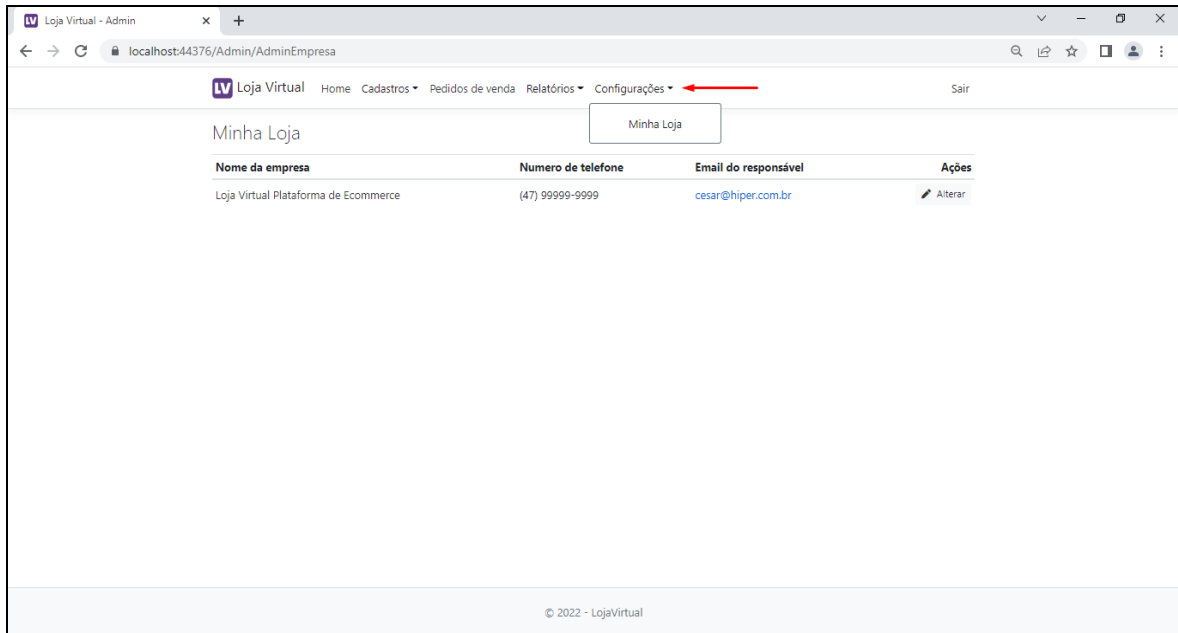 LV Loja Virtual - Admin
localhost:44376/Admin/AdminEmpresa
LV Loja Virtual Home Cadastros Pedidos de venda Relatórios Configurações Sair
Minha Loja
Minha Loja
Nome da empresa Numero de telefone Email do responsável Ações
Loja Virtual Plataforma de Ecommerce (47) 99999-9999 cesar@hiper.com.br Alterar
© 2022 - LojaVirtual